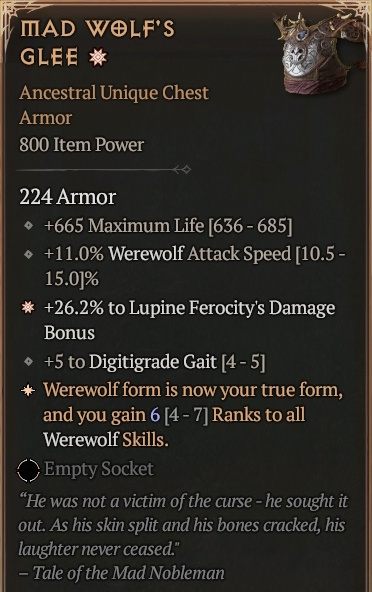 MAD WOLF'S
GLEE
Ancestral Unique Chest
Armor
800 Item Power
224 Armor
+665 Maximum Life [636 - 685]
+11.0% Werewolf Attack Speed [10.5 -
15.0]%
+26.2% to Lupine Ferocity's Damage
Bonus
+5 to Digitigrade Gait [4 - 5]
Werewolf form is now your true form,
and you gain 6 [4 - 7] Ranks to all
Werewolf Skills.
Empty Socket
“He was not a victim of the curse - he sought it
out. As his skin split and his bones cracked, his
laughter never ceased."
– Tale of the Mad Nobleman